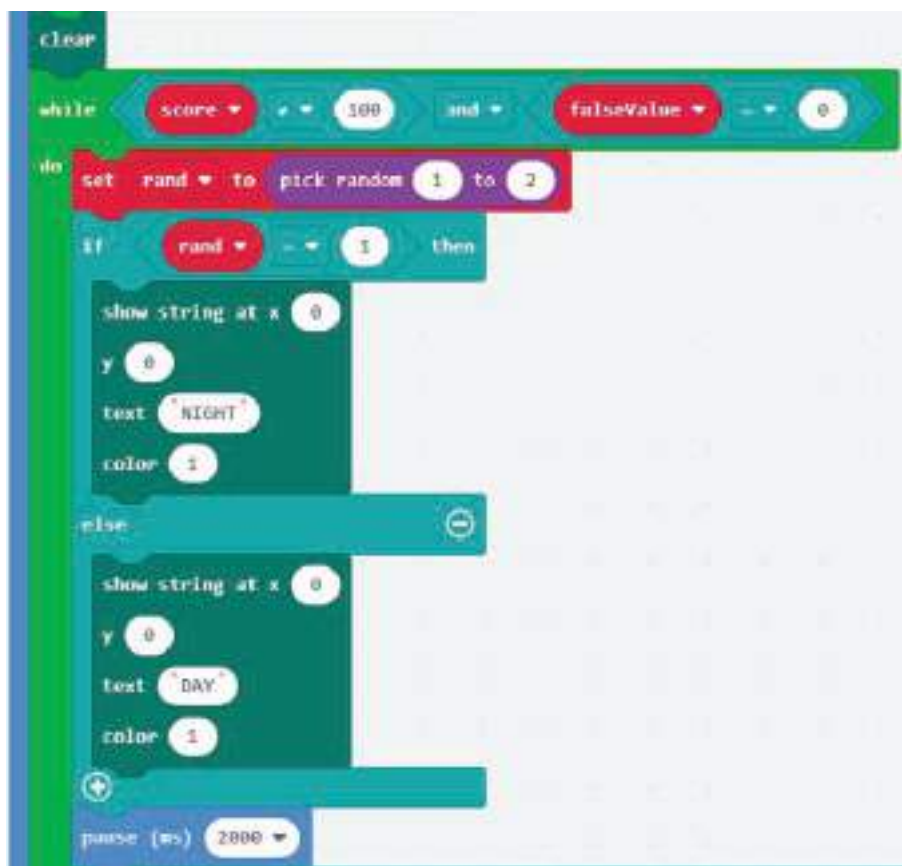 clear
while score ≠ 100 and falseValue = 0
do
set rand to pick random 1 to 2
if rand = 1 then
show string at x 0
y 0
text "NIGHT"
color 1
else
show string at x 0
y 0
text "DAY"
color 1
pause (ms) 2000